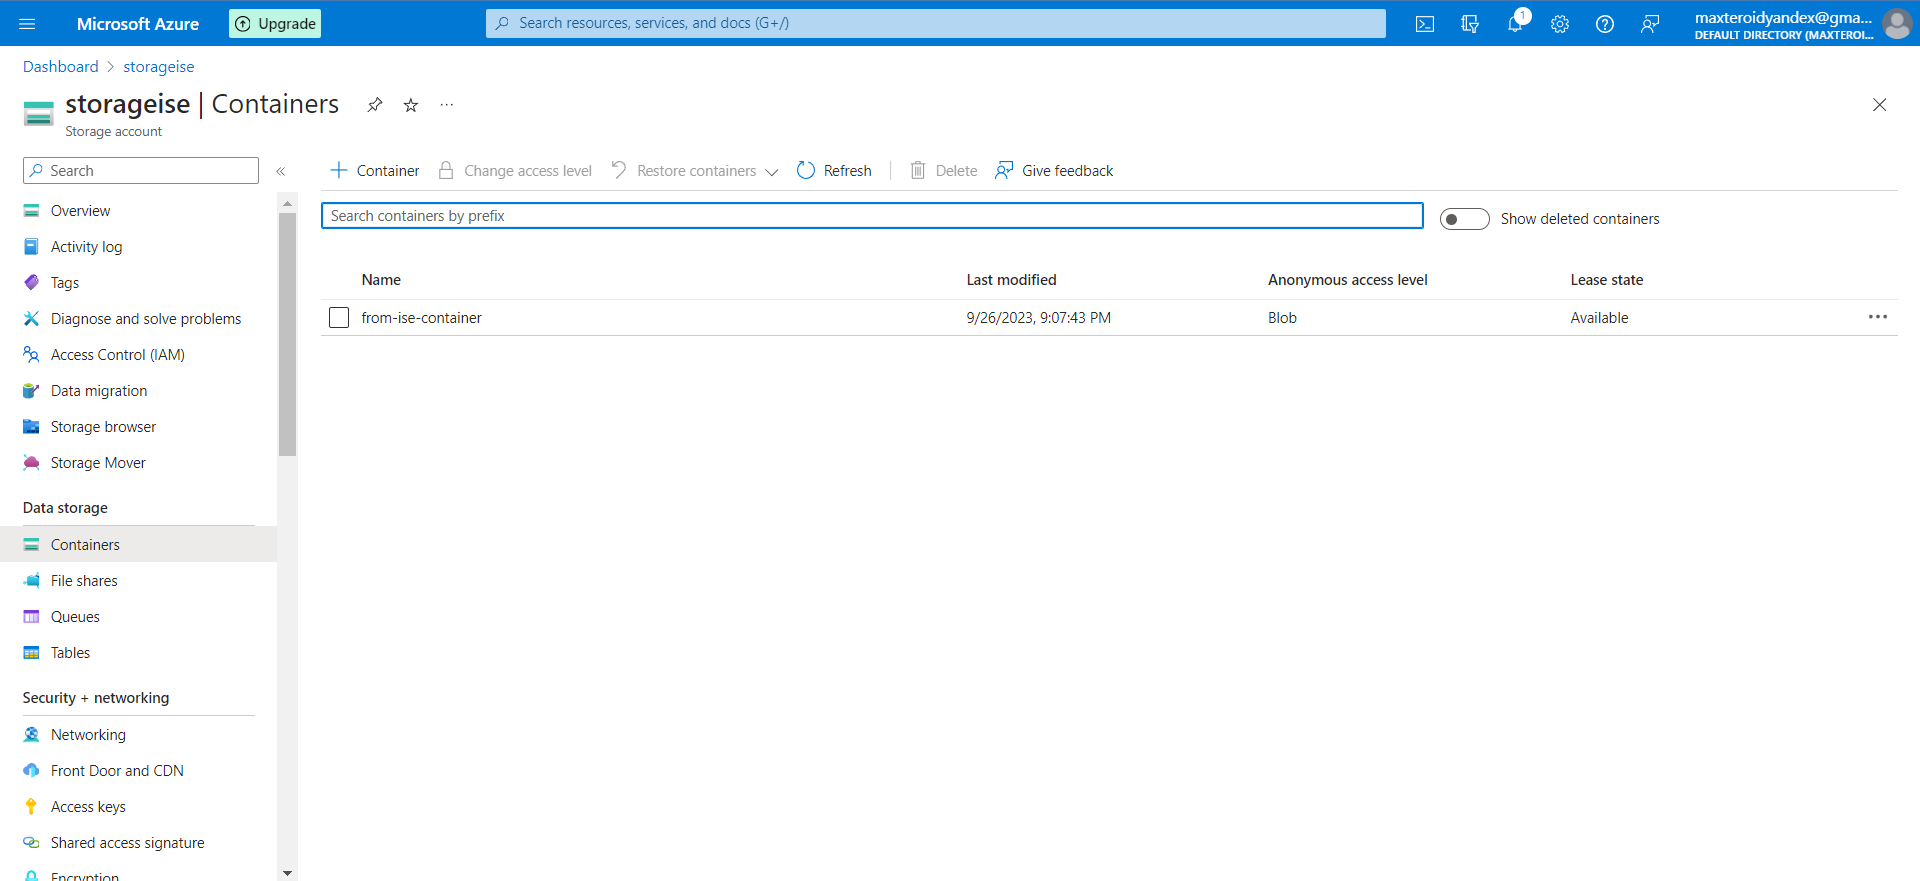 Microsoft Azure
Upgrade
Search resources, services, and docs (G+/)
1
maxteroidyandex@gma...
DEFAULT DIRECTORY (MAXTEROI...
Dashboard > storageise
storageise | Containers
Storage account
Search
Container
Change access level
Restore containers
Refresh
Delete
Give feedback
Search containers by prefix
Show deleted containers
Name Last modified Anonymous access level Lease state
from-ise-container 9/26/2023, 9:07:43 PM Blob Available
Overview
Activity log
Tags
Diagnose and solve problems
Access Control (IAM)
Data migration
Storage browser
Storage Mover
Data storage
Containers
File shares
Queues
Tables
Security + networking
Networking
Front Door and CDN
Access keys
Shared access signature
Encryption